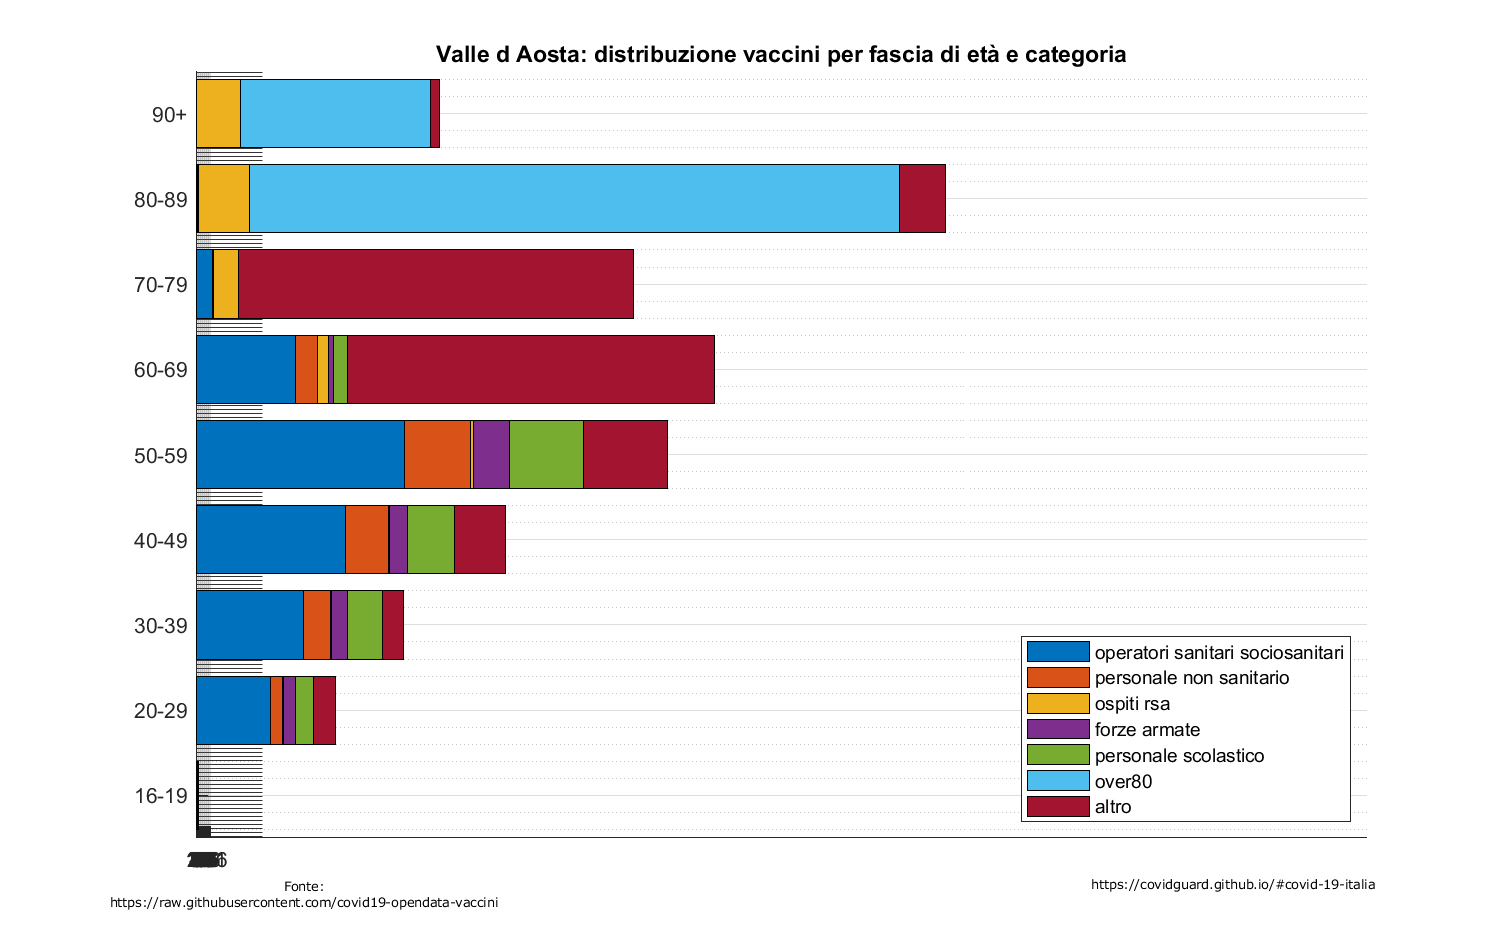 Valle d Aosta: distribuzione vaccini per fascia di età e categoria
90+
80-89
70-79
60-69
50-59
40-49
30-39
20-29
16-19
operatori sanitari sociosanitari
personale non sanitario
ospiti rsa
forze armate
personale scolastico
over80
altro
Fonte:
https://raw.githubusercontent.com/covid19-opendata-vaccini
https://covidguard.github.io/#covid-19-italia